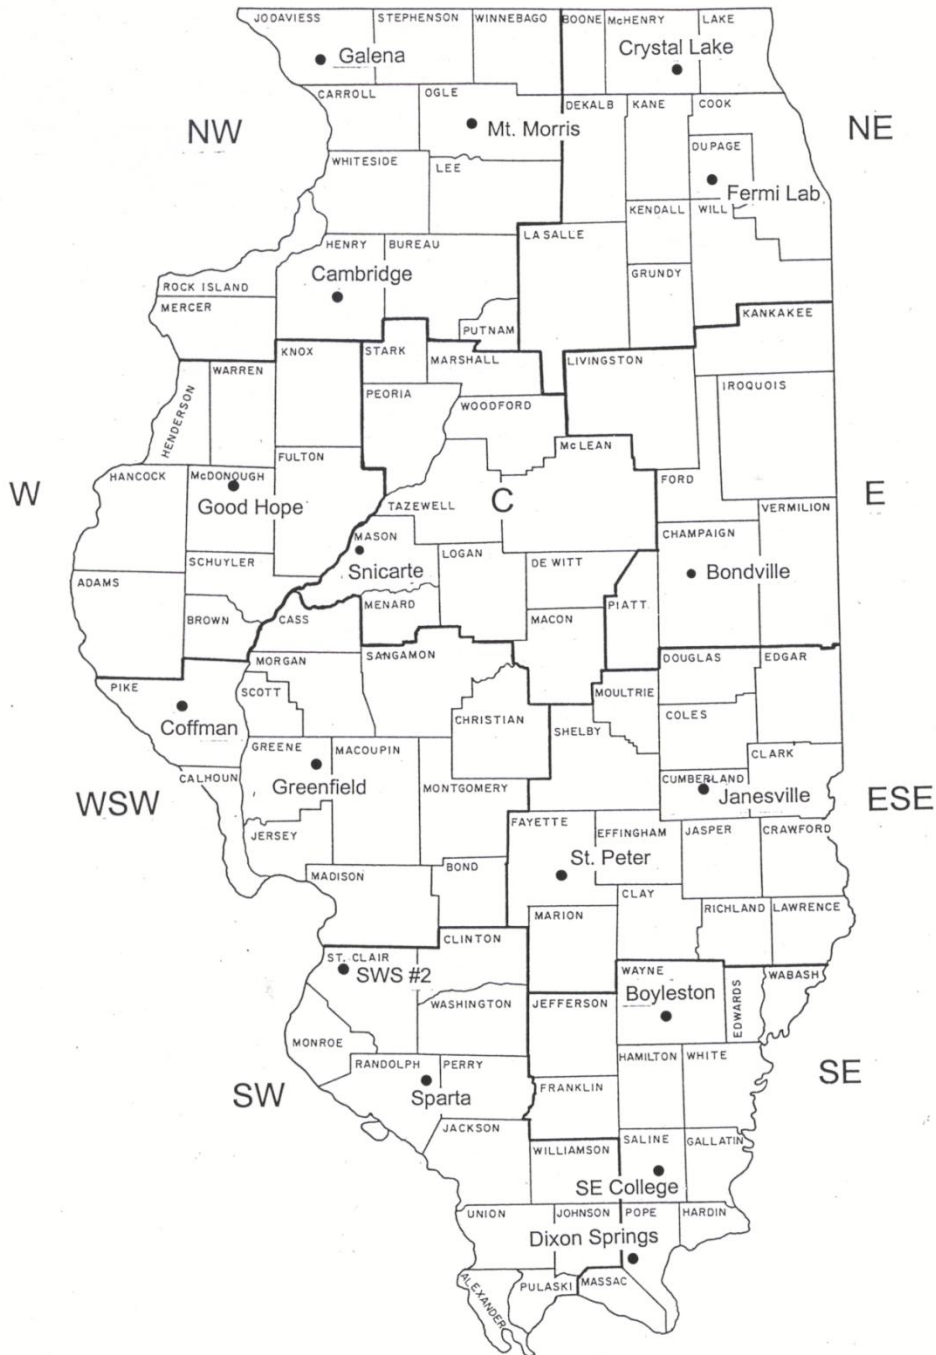 JODAVIESS
STEPHENSON
WINNEBAGO
BOONE
McHENRY
LAKE
Galena
Crystal Lake
CARROLL
OGLE
DEKALB
KANE
COOK
NW
Mt. Morris
NE
DUPAGE
WHITESIDE
LEE
Fermi Lab
KENDALL
WILL
HENRY
BUREAU
LA SALLE
Cambridge
GRUNDY
ROCK ISLAND
MERCER
PUTNAM
KANKAKEE
KNOX
STARK
MARSHALL
LIVINGSTON
WARREN
IROQUOIS
HENDERSON
PEORIA
WOODFORD
McLEAN
HANCOCK
McDONOUGH
FULTON
FORD
W
Good Hope
TAZEWELL
C
VERMILION
E
MASON
CHAMPAIGN
Snicarte
LOGAN
DE WITT
Bondville
ADAMS
SCHUYLER
BROWN
CASS
MENARD
MACON
PIATT
MORGAN
SANGAMON
DOUGLAS
EDGAR
PIKE
SCOTT
MOULTRIE
Coffman
CHRISTIAN
SHELBY
COLES
GREENE
MACOUPIN
CLARK
CALHOUN
Greenfield
MONTGOMERY
CUMBERLAND
Janesville
WSW
ESE
JERSEY
FAYETTE
EFFINGHAM
JASPER
CRAWFORD
St. Peter
MADISON
BOND
CLAY
MARION
RICHLAND
LAWRENCE
CLINTON
ST. CLAIR
SWS #2
WAYNE
WABASH
WASHINGTON
JEFFERSON
Boyleston
EDWARDS
MONROE
RANDOLPH
PERRY
HAMILTON
WHITE
SW
Sparta
FRANKLIN
SE
JACKSON
WILLIAMSON
SALINE
GALLATIN
SE College
UNION
JOHNSON
POPE
HARDIN
Dixon Springs
ALEXANDER
PULASKI
MASSAC